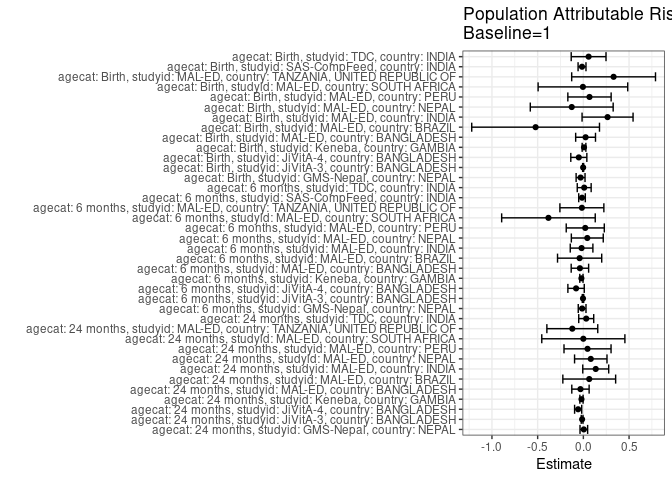 Population Attributable Ris
Baseline=1
agecat: Birth, studyid: TDC, country: INDIA
agecat: Birth, studyid: SAS-CompFeed, country: INDIA
agecat: Birth, studyid: MAL-ED, country: TANZANIA, UNITED REPUBLIC OF
agecat: Birth, studyid: MAL-ED, country: SOUTH AFRICA
agecat: Birth, studyid: MAL-ED, country: PERU
agecat: Birth, studyid: MAL-ED, country: NEPAL
agecat: Birth, studyid: MAL-ED, country: INDIA
agecat: Birth, studyid: MAL-ED, country: BRAZIL
agecat: Birth, studyid: MAL-ED, country: BANGLADESH
agecat: Birth, studyid: Keneba, country: GAMBIA
agecat: Birth, studyid: JiVitA-4, country: BANGLADESH
agecat: Birth, studyid: JiVitA-3, country: BANGLADESH
agecat: Birth, studyid: GMS-Nepal, country: NEPAL
agecat: 6 months, studyid: TDC, country: INDIA
agecat: 6 months, studyid: SAS-CompFeed, country: INDIA
agecat: 6 months, studyid: MAL-ED, country: TANZANIA, UNITED REPUBLIC OF
agecat: 6 months, studyid: MAL-ED, country: SOUTH AFRICA
agecat: 6 months, studyid: MAL-ED, country: PERU
agecat: 6 months, studyid: MAL-ED, country: NEPAL
agecat: 6 months, studyid: MAL-ED, country: INDIA
agecat: 6 months, studyid: MAL-ED, country: BRAZIL
agecat: 6 months, studyid: MAL-ED, country: BANGLADESH
agecat: 6 months, studyid: Keneba, country: GAMBIA
agecat: 6 months, studyid: JiVitA-4, country: BANGLADESH
agecat: 6 months, studyid: JiVitA-3, country: BANGLADESH
agecat: 6 months, studyid: GMS-Nepal, country: NEPAL
agecat: 24 months, studyid: TDC, country: INDIA
agecat: 24 months, studyid: MAL-ED, country: TANZANIA, UNITED REPUBLIC OF
agecat: 24 months, studyid: MAL-ED, country: SOUTH AFRICA
agecat: 24 months, studyid: MAL-ED, country: PERU
agecat: 24 months, studyid: MAL-ED, country: NEPAL
agecat: 24 months, studyid: MAL-ED, country: INDIA
agecat: 24 months, studyid: MAL-ED, country: BRAZIL
agecat: 24 months, studyid: MAL-ED, country: BANGLADESH
agecat: 24 months, studyid: Keneba, country: GAMBIA
agecat: 24 months, studyid: JiVitA-4, country: BANGLADESH
agecat: 24 months, studyid: JiVitA-3, country: BANGLADESH
agecat: 24 months, studyid: GMS-Nepal, country: NEPAL
-1.0 -0.5 0.0 0.5
Estimate